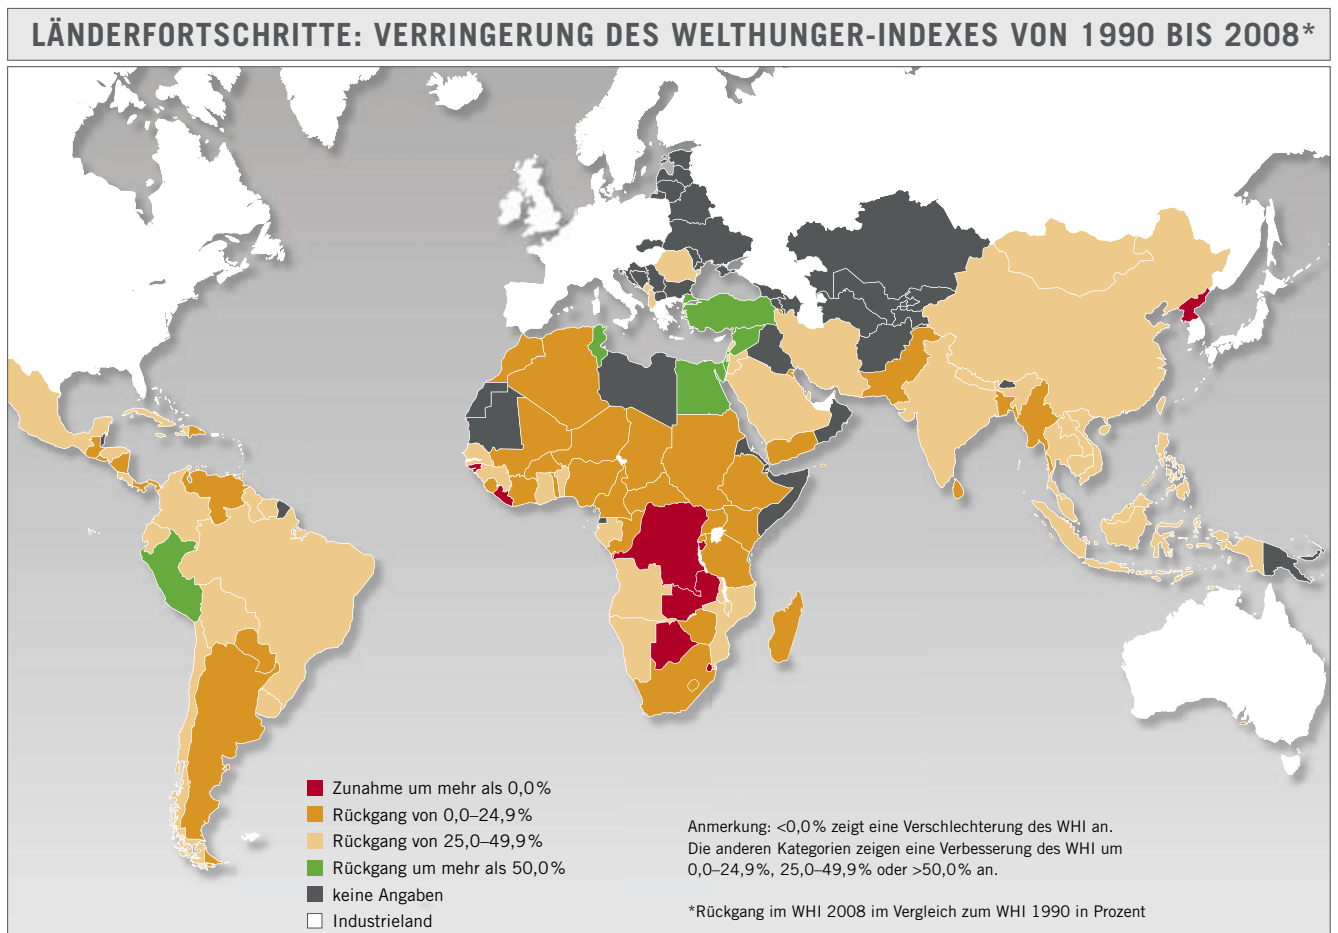 LÄNDERFORTSCHRITTE: VERRINGERUNG DES WELTHUNGER-INDEXES VON 1990 BIS 2008*
Zunahme um mehr als 0,0%
Rückgang von 0,0–24,9%
Rückgang von 25,0–49,9%
Rückgang um mehr als 50,0%
keine Angaben
Industrieland
Anmerkung: <0,0% zeigt eine Verschlechterung des WHI an.
Die anderen Kategorien zeigen eine Verbesserung des WHI um
0,0–24,9%, 25,0–49,9% oder >50,0% an.
*Rückgang im WHI 2008 im Vergleich zum WHI 1990 in Prozent